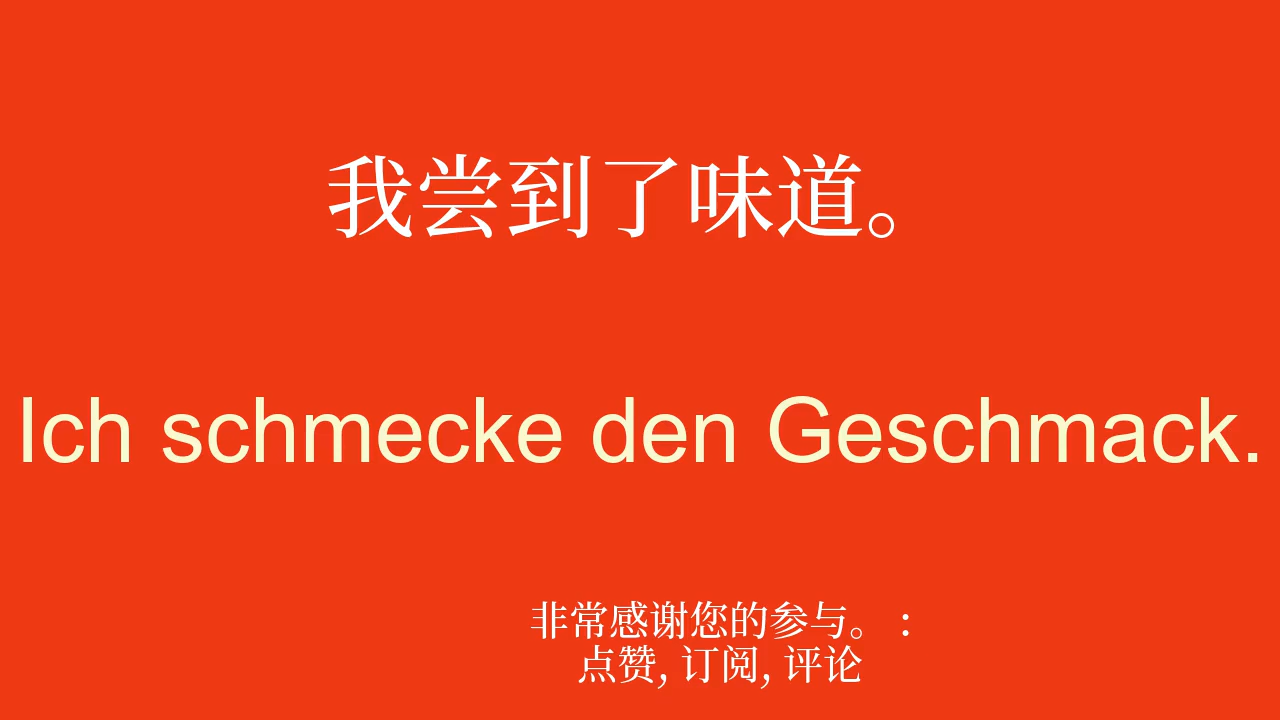 我尝到了味道。
Ich schmecke den Geschmack.
非常感谢您的参与。 :
点赞, 订阅, 评论